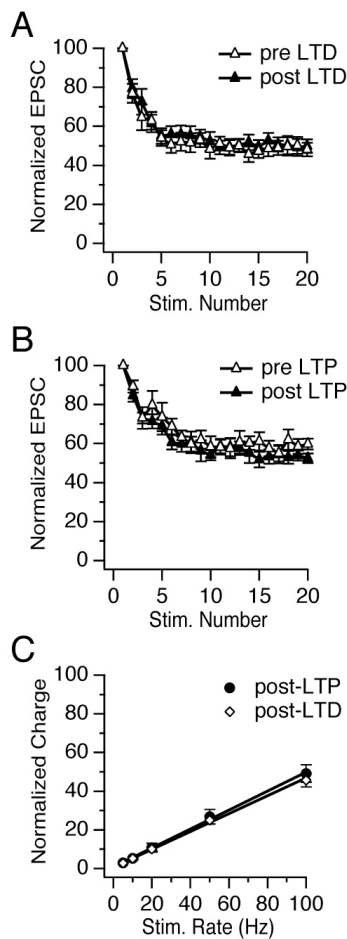 A
Normalized EPSC
100
80
60
40
20
0
pre LTD
post LTD
0 5 10 15 20
Stim. Number
B
Normalized EPSC
100
80
60
40
20
0
pre LTP
post LTP
0 5 10 15 20
Stim. Number
C
Normalized Charge
100
80
60
40
20
0
post-LTP
post-LTD
0 20 40 60 80 100
Stim. Rate (Hz)